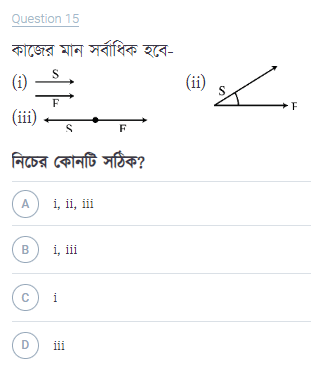 Question 15
কাজের মান সর্বাধিক হবে-
(i) S F
(ii) S F
(iii) S F
নিচের কোনটি সঠিক?
A i, ii, iii
B i, iii
C i
D iii